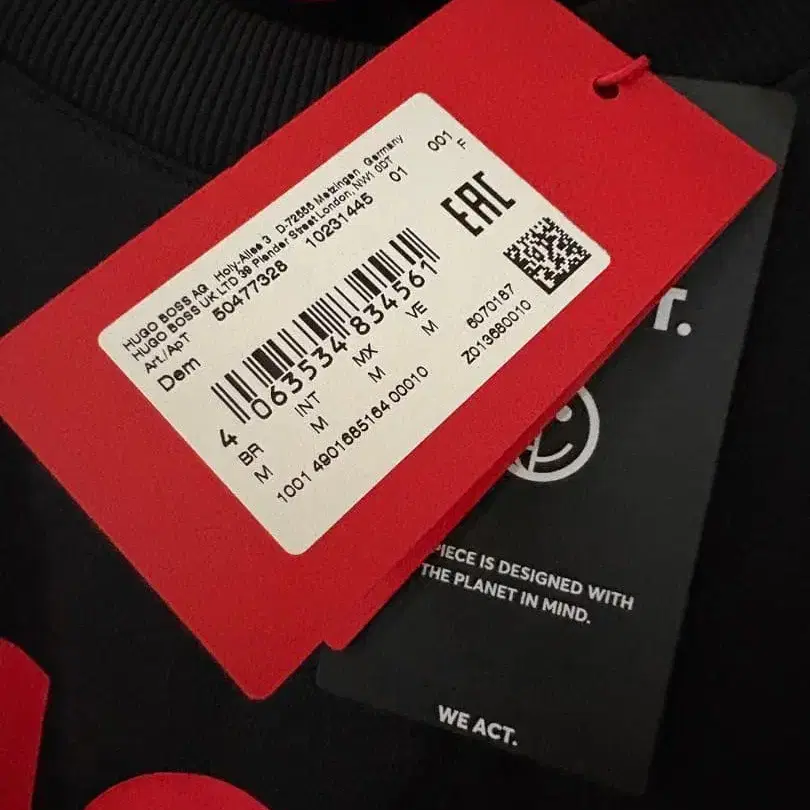 HUGO BOSS AG Holy-Allee 3 D-72555 Metzingen Germany
HUGO BOSS UK LTD 39 Plender Street London, NW1 0DT
Art./Арт 50477328 10231445 01 001
Dem F
EAC
4 063534 834561
BR INT MX VE
M M M M
6070187
1001 4901685164 00010 Z013680010
T.
PIECE IS DESIGNED WITH
THE PLANET IN MIND.
WE ACT.